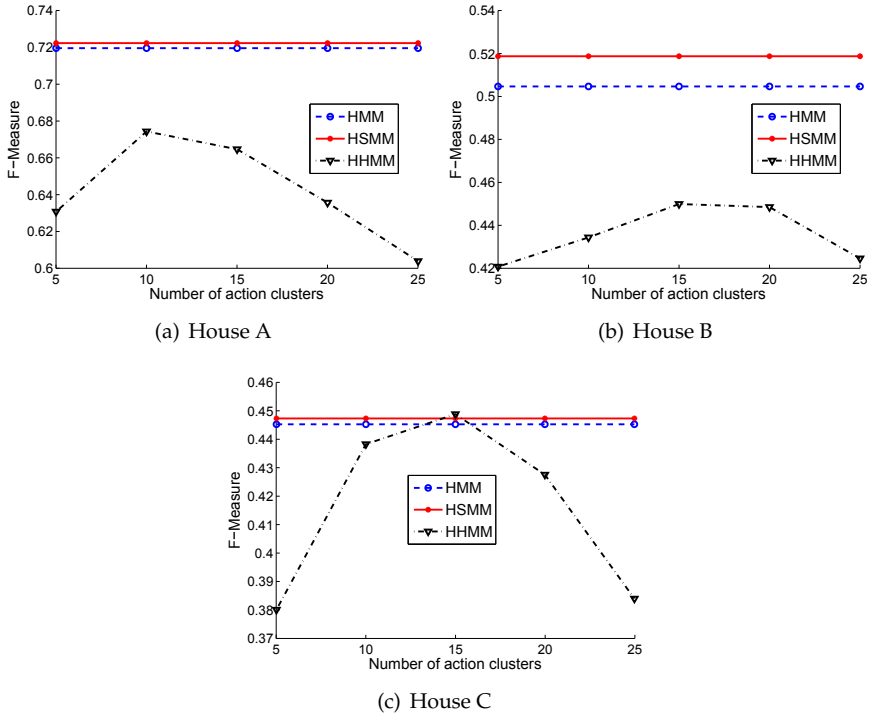 0.74
0.72
0.7
0.68
0.66
0.64
0.62
0.6
F−Measure
HMM
HSMM
HHMM
5 10 15 20 25
Number of action clusters
(a) House A
0.54
0.52
0.5
0.48
0.46
0.44
0.42
F−Measure
HMM
HSMM
HHMM
5 10 15 20 25
Number of action clusters
(b) House B
0.46
0.45
0.44
0.43
0.42
0.41
0.4
0.39
0.38
0.37
F−Measure
HMM
HSMM
HHMM
5 10 15 20 25
Number of action clusters
(c) House C